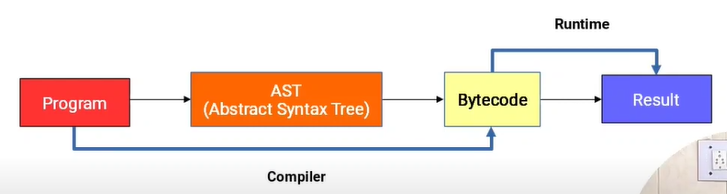 Runtime
Program
AST
(Abstract Syntax Tree)
Bytecode
Result
Compiler